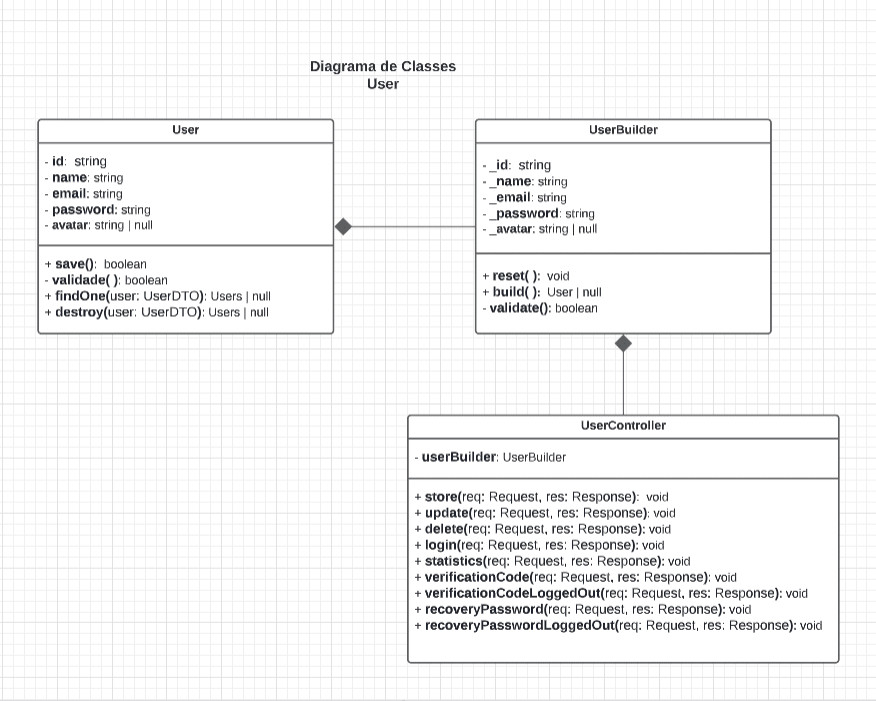 Diagrama de Classes
User
User
- id: string
- name: string
- email: string
- password: string
- avatar: string | null
+ save(): boolean
- validade( ): boolean
+ findOne(user: UserDTO): Users | null
+ destroy(user: UserDTO): Users | null
UserBuilder
- _id: string
- _name: string
- _email: string
- _password: string
- _avatar: string | null
+ reset( ): void
+ build( ): User | null
- validate(): boolean
UserController
- userBuilder: UserBuilder
+ store(req: Request, res: Response): void
+ update(req: Request, res: Response): void
+ delete(req: Request, res: Response): void
+ login(req: Request, res: Response): void
+ statistics(req: Request, res: Response): void
+ verificationCode(req: Request, res: Response): void
+ verificationCodeLoggedOut(req: Request, res: Response): void
+ recoveryPassword(req: Request, res: Response): void
+ recoveryPasswordLoggedOut(req: Request, res: Response): void